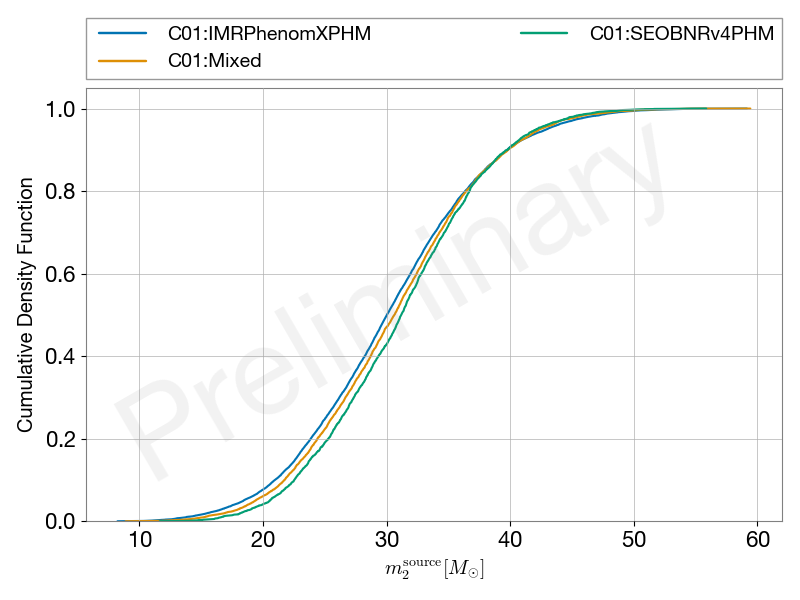 C01:IMRPhenomXPHM
C01:SEOBNRv4PHM
C01:Mixed
Cumulative Density Function
1.0
0.8
0.6
0.4
0.2
0.0
Preliminary
10 20 30 40 50 60
m₂^source [M⊙]